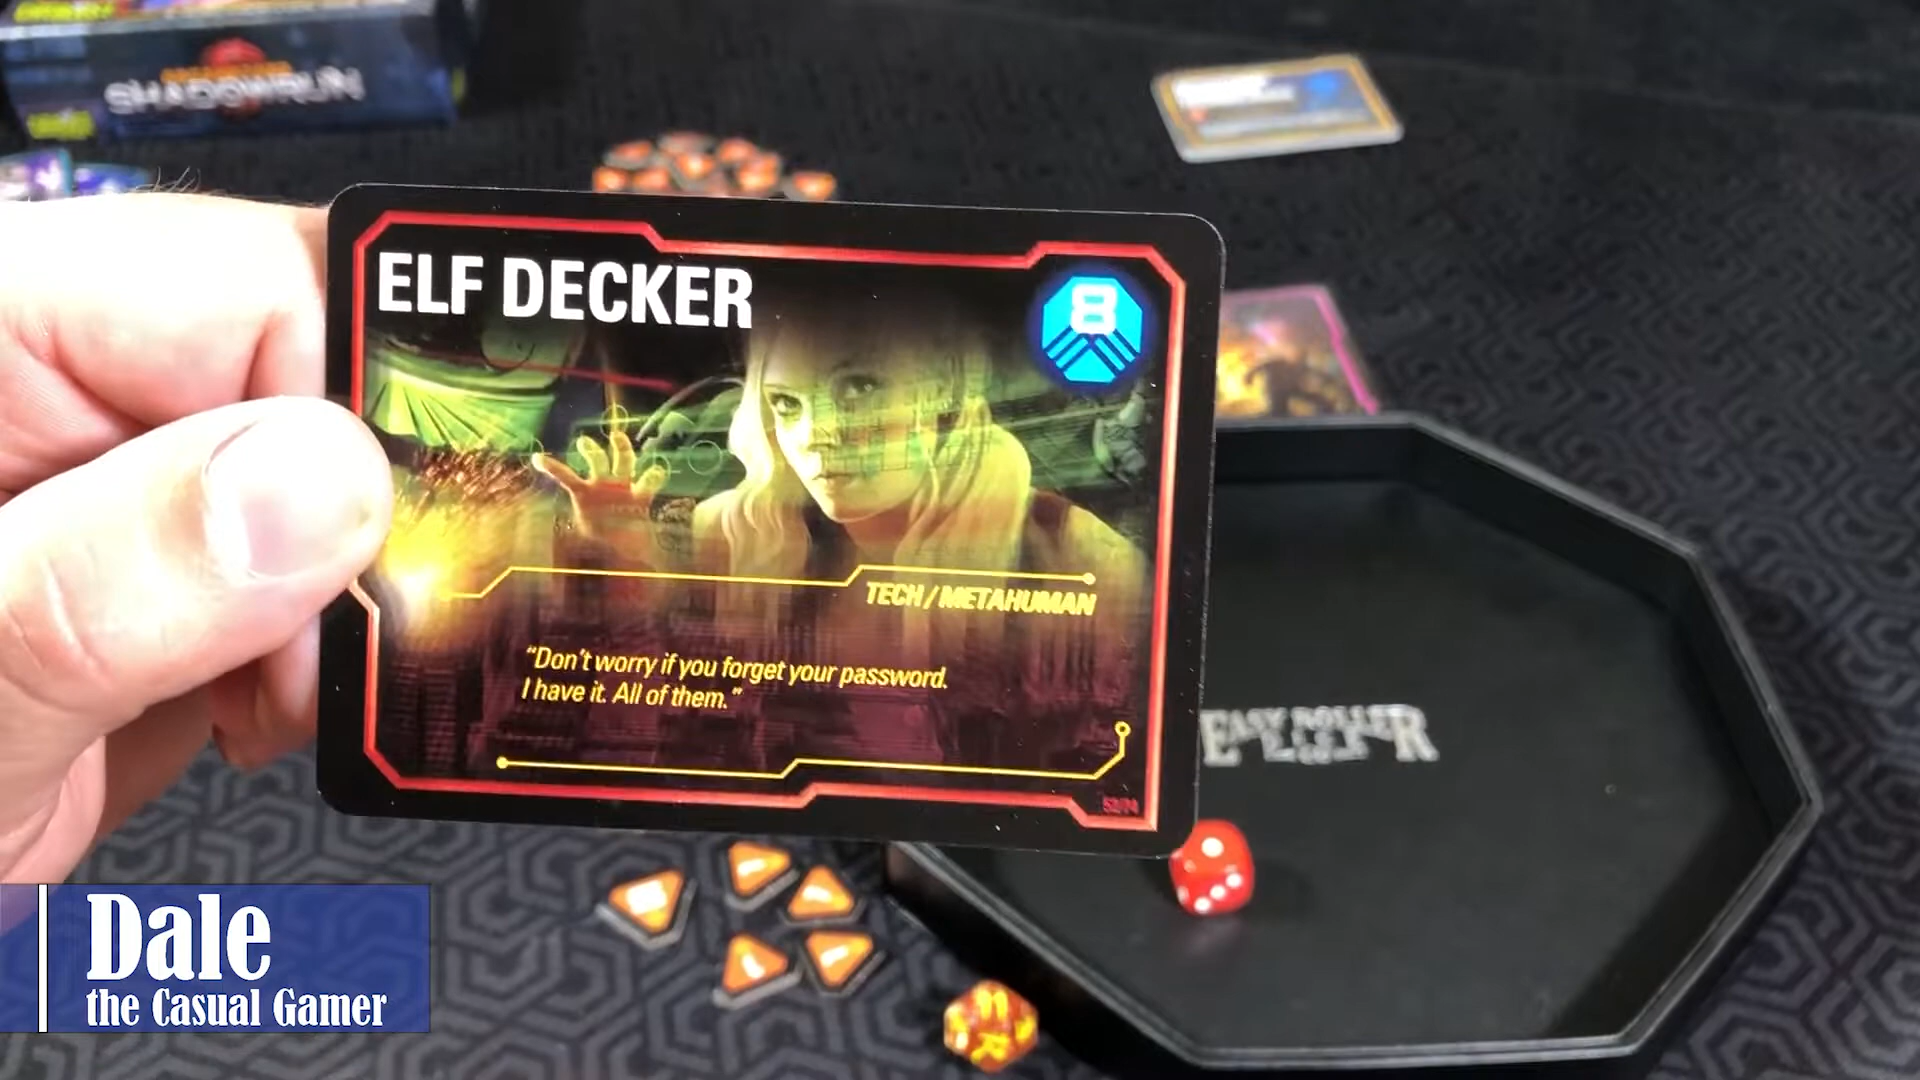 SHADOWRUN
ELF DECKER
8
TECH / METAHUMAN
"Don't worry if you forget your password.
I have it. All of them."
EASY ROLLER
Dale
the Casual Gamer